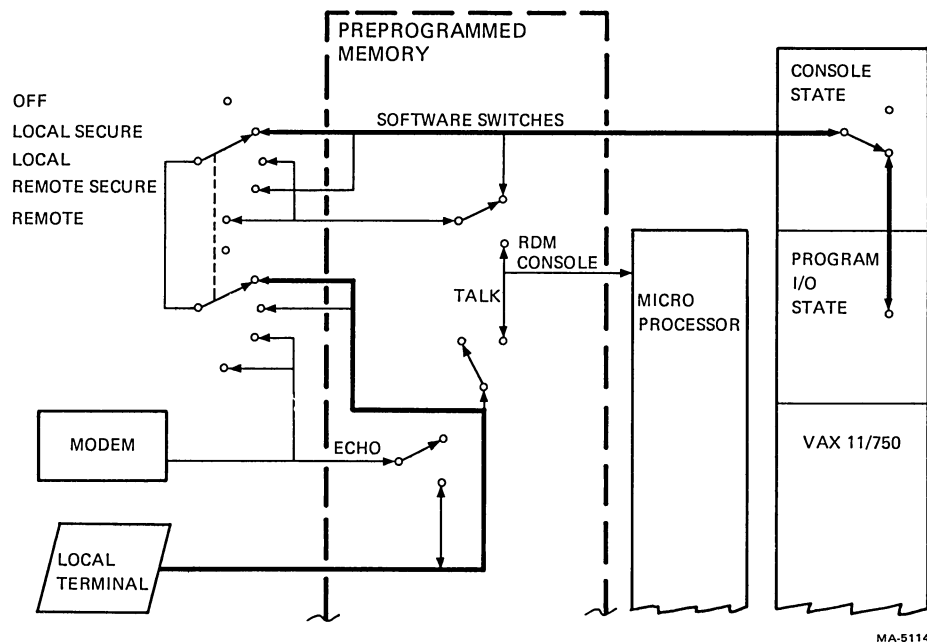 PREPROGRAMMED
MEMORY
OFF
LOCAL SECURE
LOCAL
REMOTE SECURE
REMOTE
SOFTWARE SWITCHES
CONSOLE
STATE
RDM
CONSOLE
TALK
MICRO
PROCESSOR
PROGRAM
I/O
STATE
MODEM
ECHO
VAX 11/750
LOCAL
TERMINAL
MA-5114